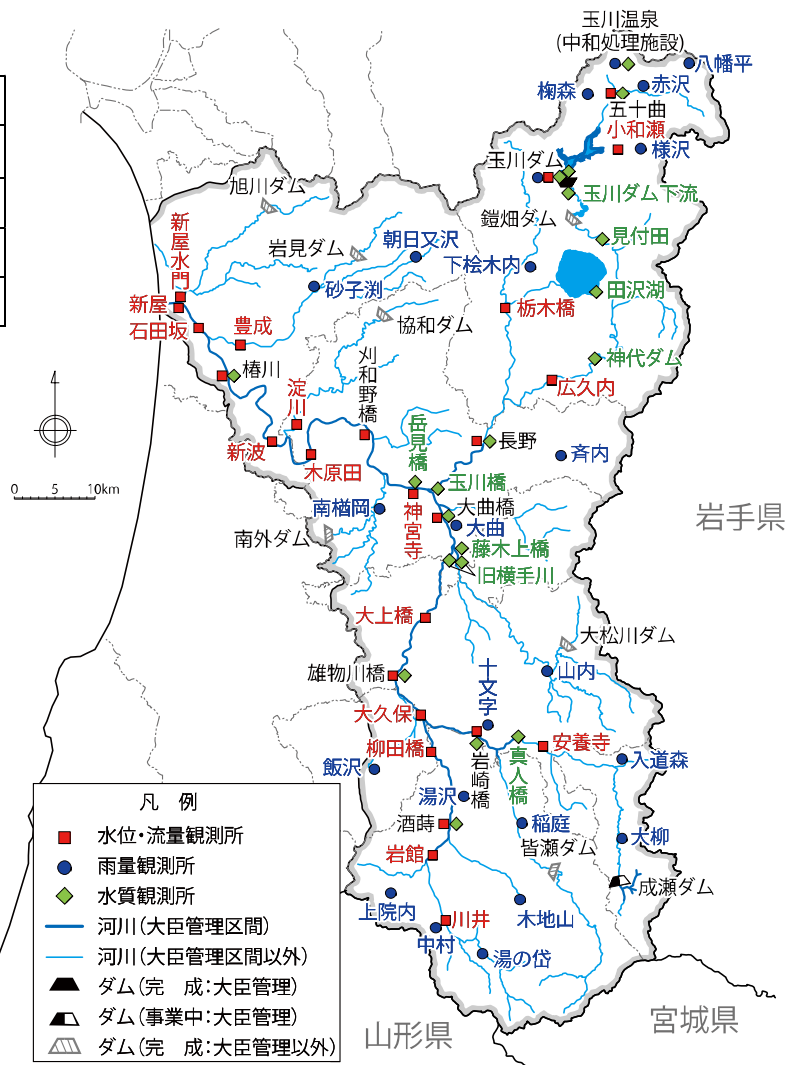 玉川温泉
(中和処理施設)
八幡平
赤沢
椈森
五十曲
小和瀬
様沢
玉川ダム
玉川ダム下流
旭川ダム
鎧畑ダム
見付田
新屋水門
岩見ダム
朝日又沢
下桧木内
砂子渕
田沢湖
新屋
栃木橋
石田坂
豊成
協和ダム
刈和野橋
神代ダム
椿川
広久内
淀川
岳見橋
新波
長野
木原田
斉内
玉川橋
南楢岡
神宮寺
大曲橋
大曲
岩手県
南外ダム
藤木上橋
旧横手川
0 5 10km
大上橋
大松川ダム
雄物川橋
山内
十文字
大久保
柳田橋
安養寺
岩崎橋
真人橋
入道森
飯沢
湯沢
酒蒔
稲庭
大柳
皆瀬ダム
岩館
成瀬ダム
上院内
川井
木地山
中村
湯の岱
山形県
宮城県
凡 例
水位・流量観測所
雨量観測所
水質観測所
河川(大臣管理区間)
河川(大臣管理区間以外)
ダム(完 成:大臣管理)
ダム(事業中:大臣管理)
ダム(完 成:大臣管理以外)